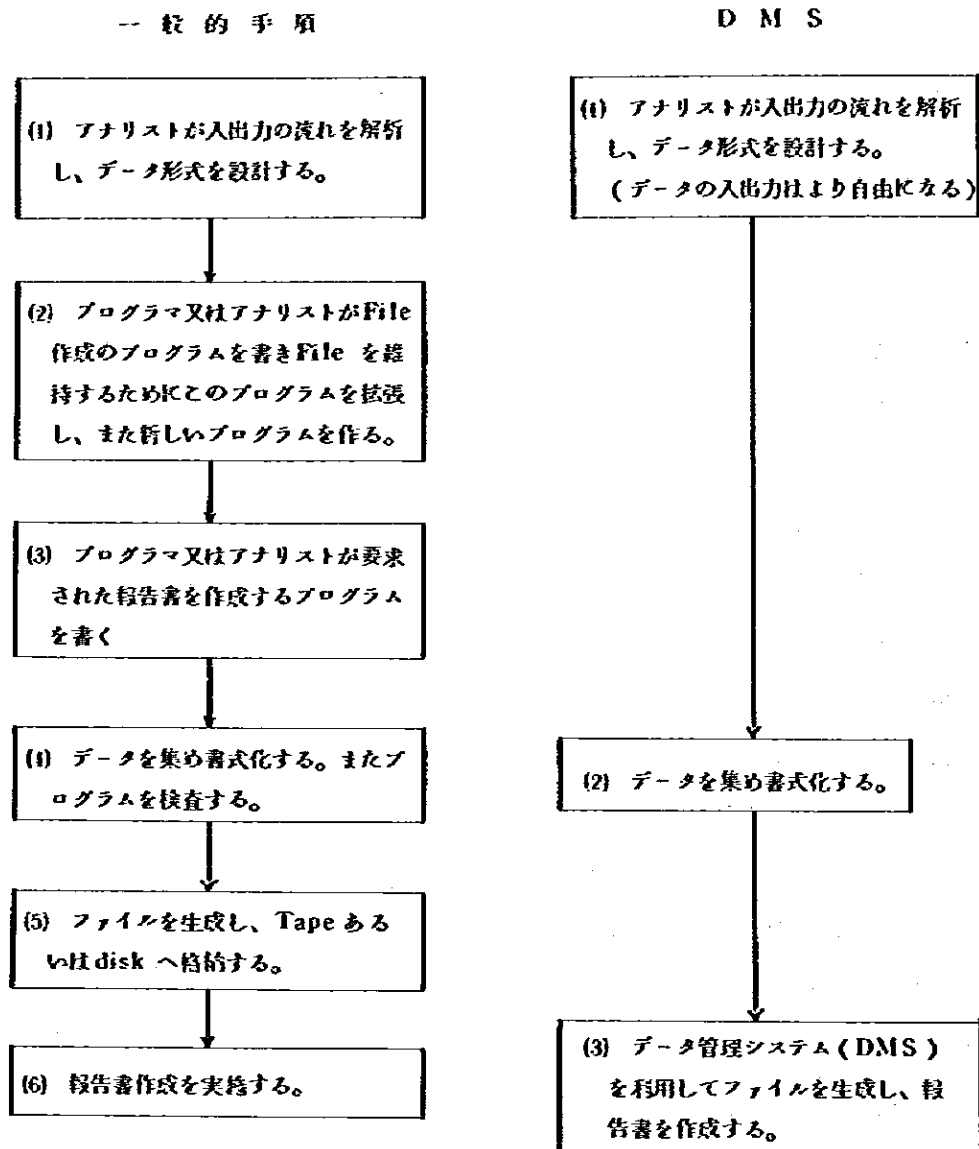 一般的手順
(1) アナリストが入出力の流れを解析
し、データ形式を設計する。
(2) プログラマ又はアナリストがFile
作成のプログラムを書きFile を維
持するためにこのプログラムを拡張
し、また新しいプログラムを作る。
(3) プログラマ又はアナリストが要求
された報告書を作成するプログラム
を書く
(4) データを集め書式化する。またプ
ログラムを検査する。
(5) ファイルを生成し、Tape ある
いはdisk へ格納する。
(6) 報告書作成を実施する。
DMS
(1) アナリストが入出力の流れを解析
し、データ形式を設計する。
(データの入出力はより自由になる)
(2) データを集め書式化する。
(3) データ管理システム(DMS)
を利用してファイルを生成し、報
告書を作成する。